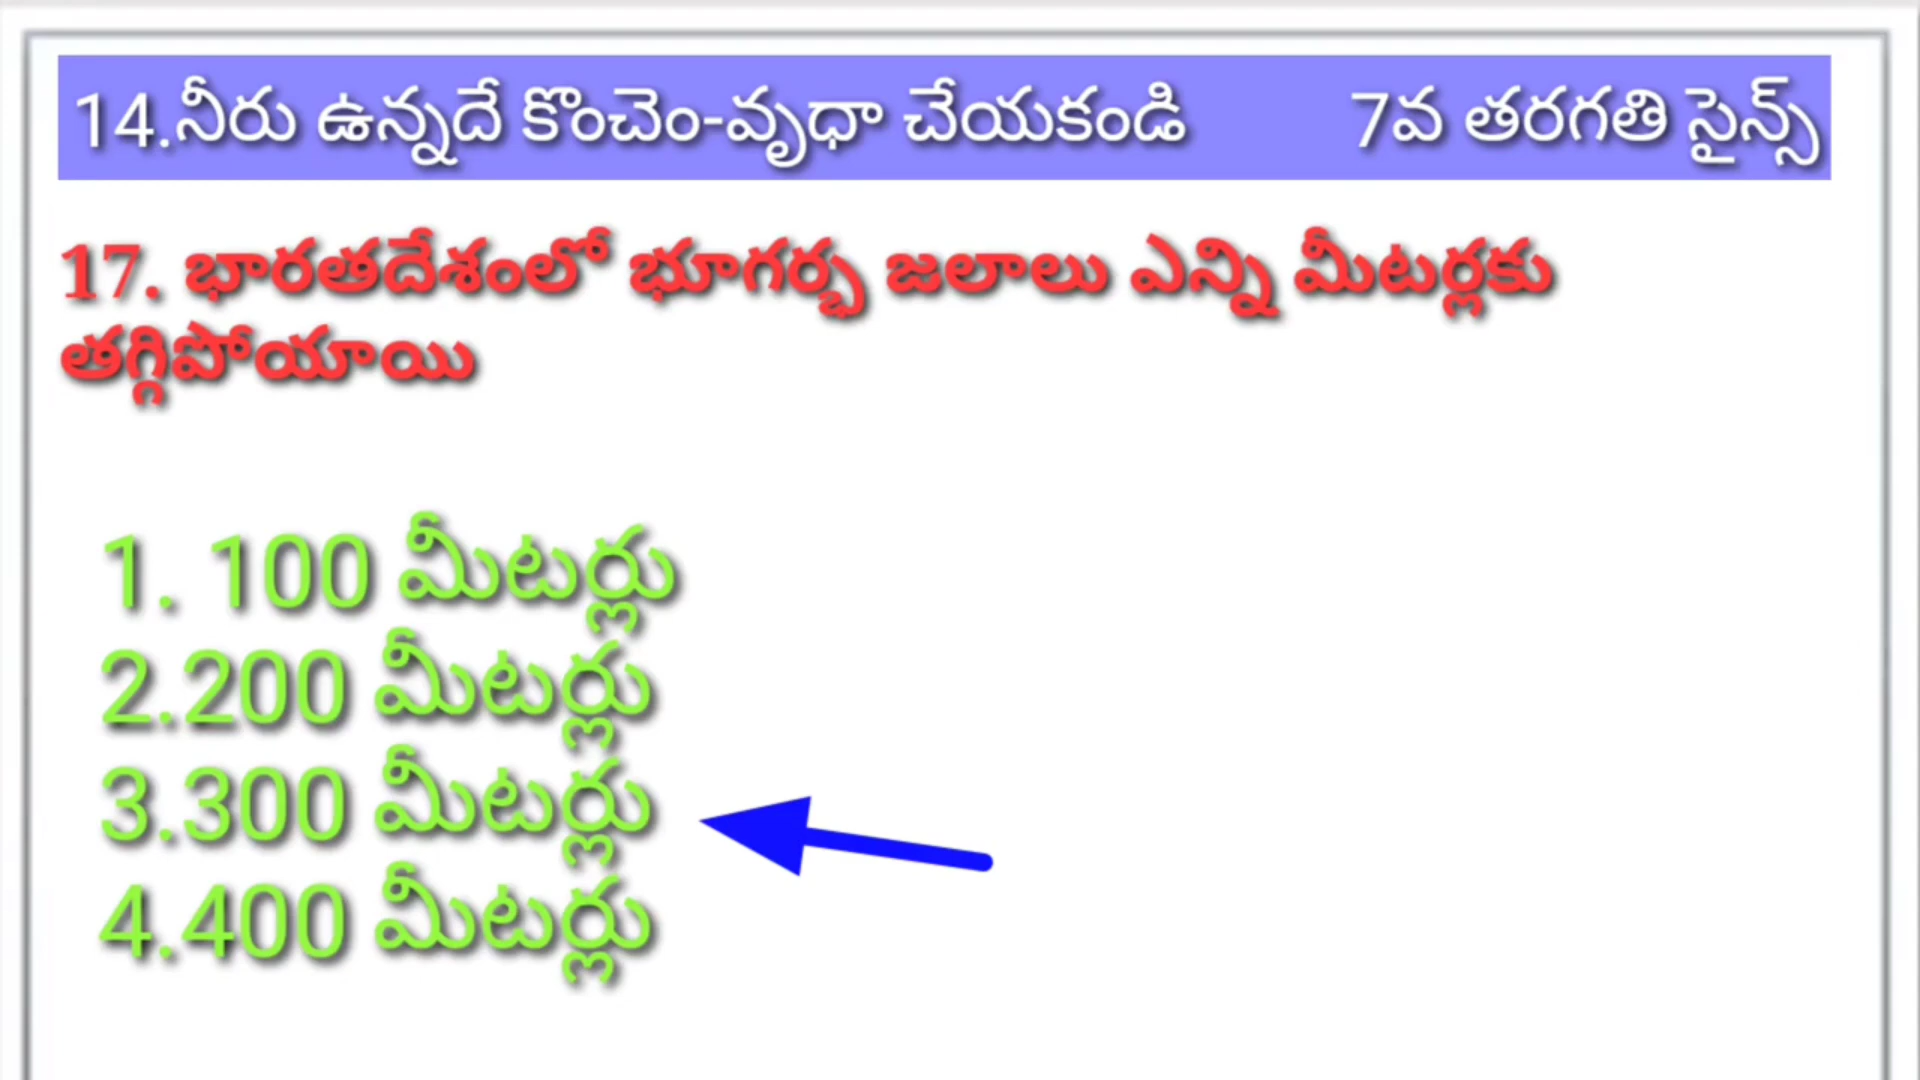 14.నీరు ఉన్నదే కొంచెం-వృధా చేయకండి 7వ తరగతి సైన్స్
17. భారతదేశంలో భూగర్భ జలాలు ఎన్ని మీటర్లకు
తగ్గిపోయాయి
1. 100 మీటర్లు
2.200 మీటర్లు
3.300 మీటర్లు
4.400 మీటర్లు